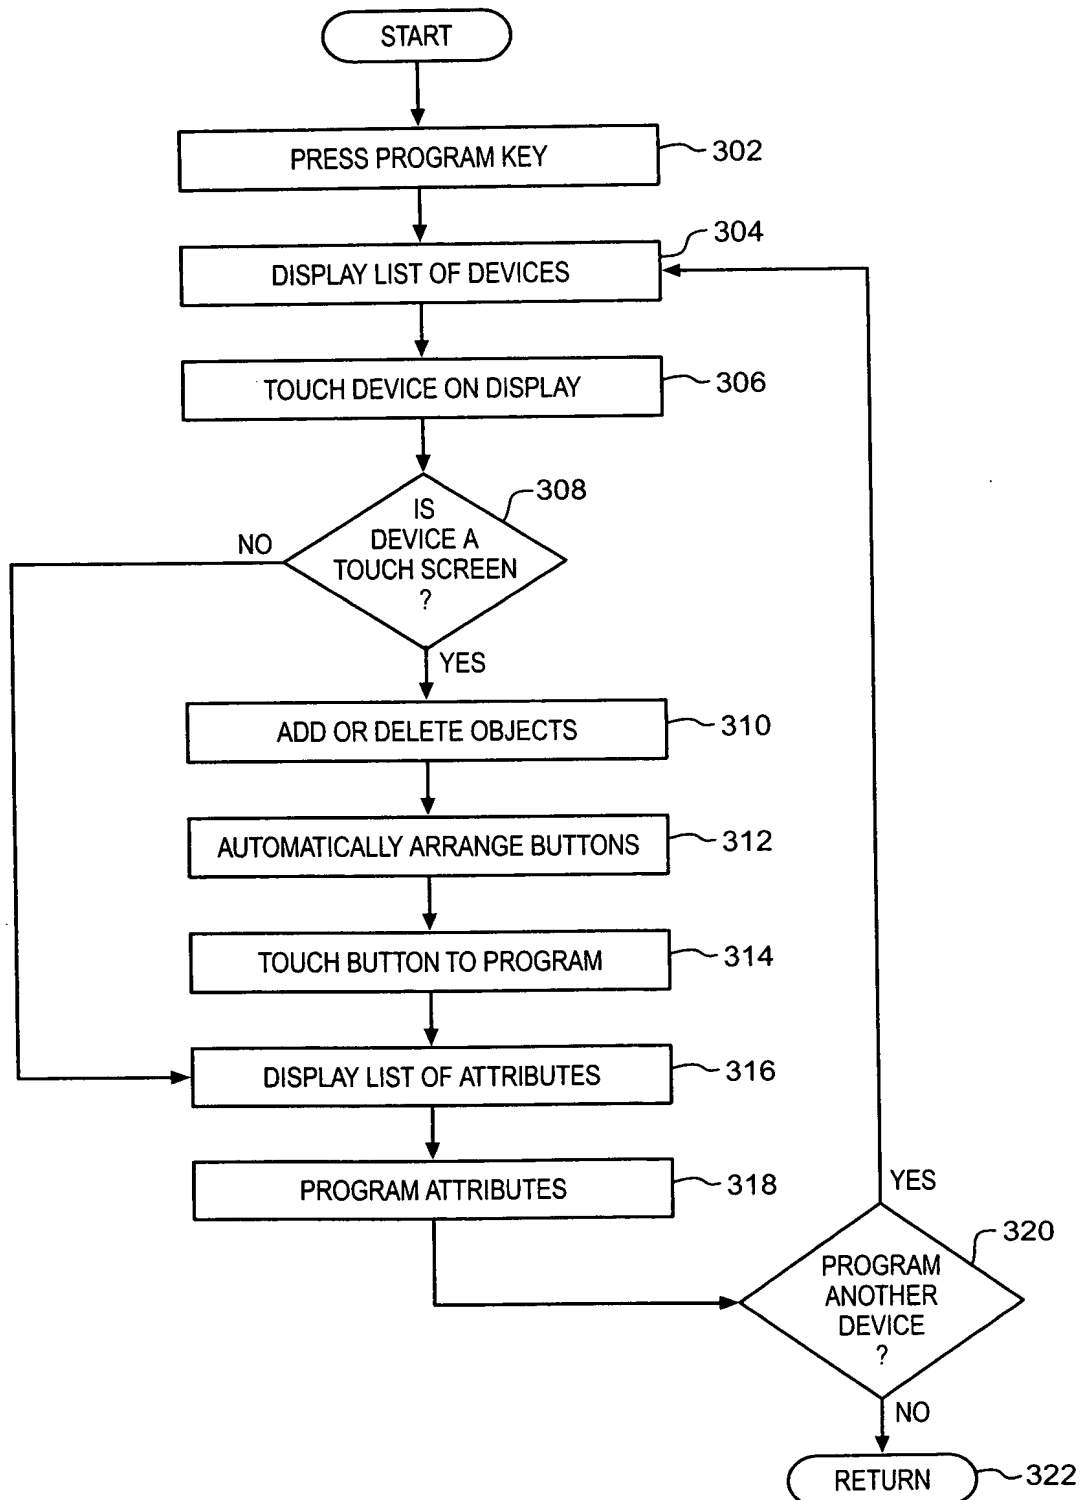 START
PRESS PROGRAM KEY
302
DISPLAY LIST OF DEVICES
304
TOUCH DEVICE ON DISPLAY
306
IS
DEVICE A
TOUCH SCREEN
?
308
NO
YES
ADD OR DELETE OBJECTS
310
AUTOMATICALLY ARRANGE BUTTONS
312
TOUCH BUTTON TO PROGRAM
314
DISPLAY LIST OF ATTRIBUTES
316
PROGRAM ATTRIBUTES
318
YES
PROGRAM
ANOTHER
DEVICE
?
320
NO
RETURN
322